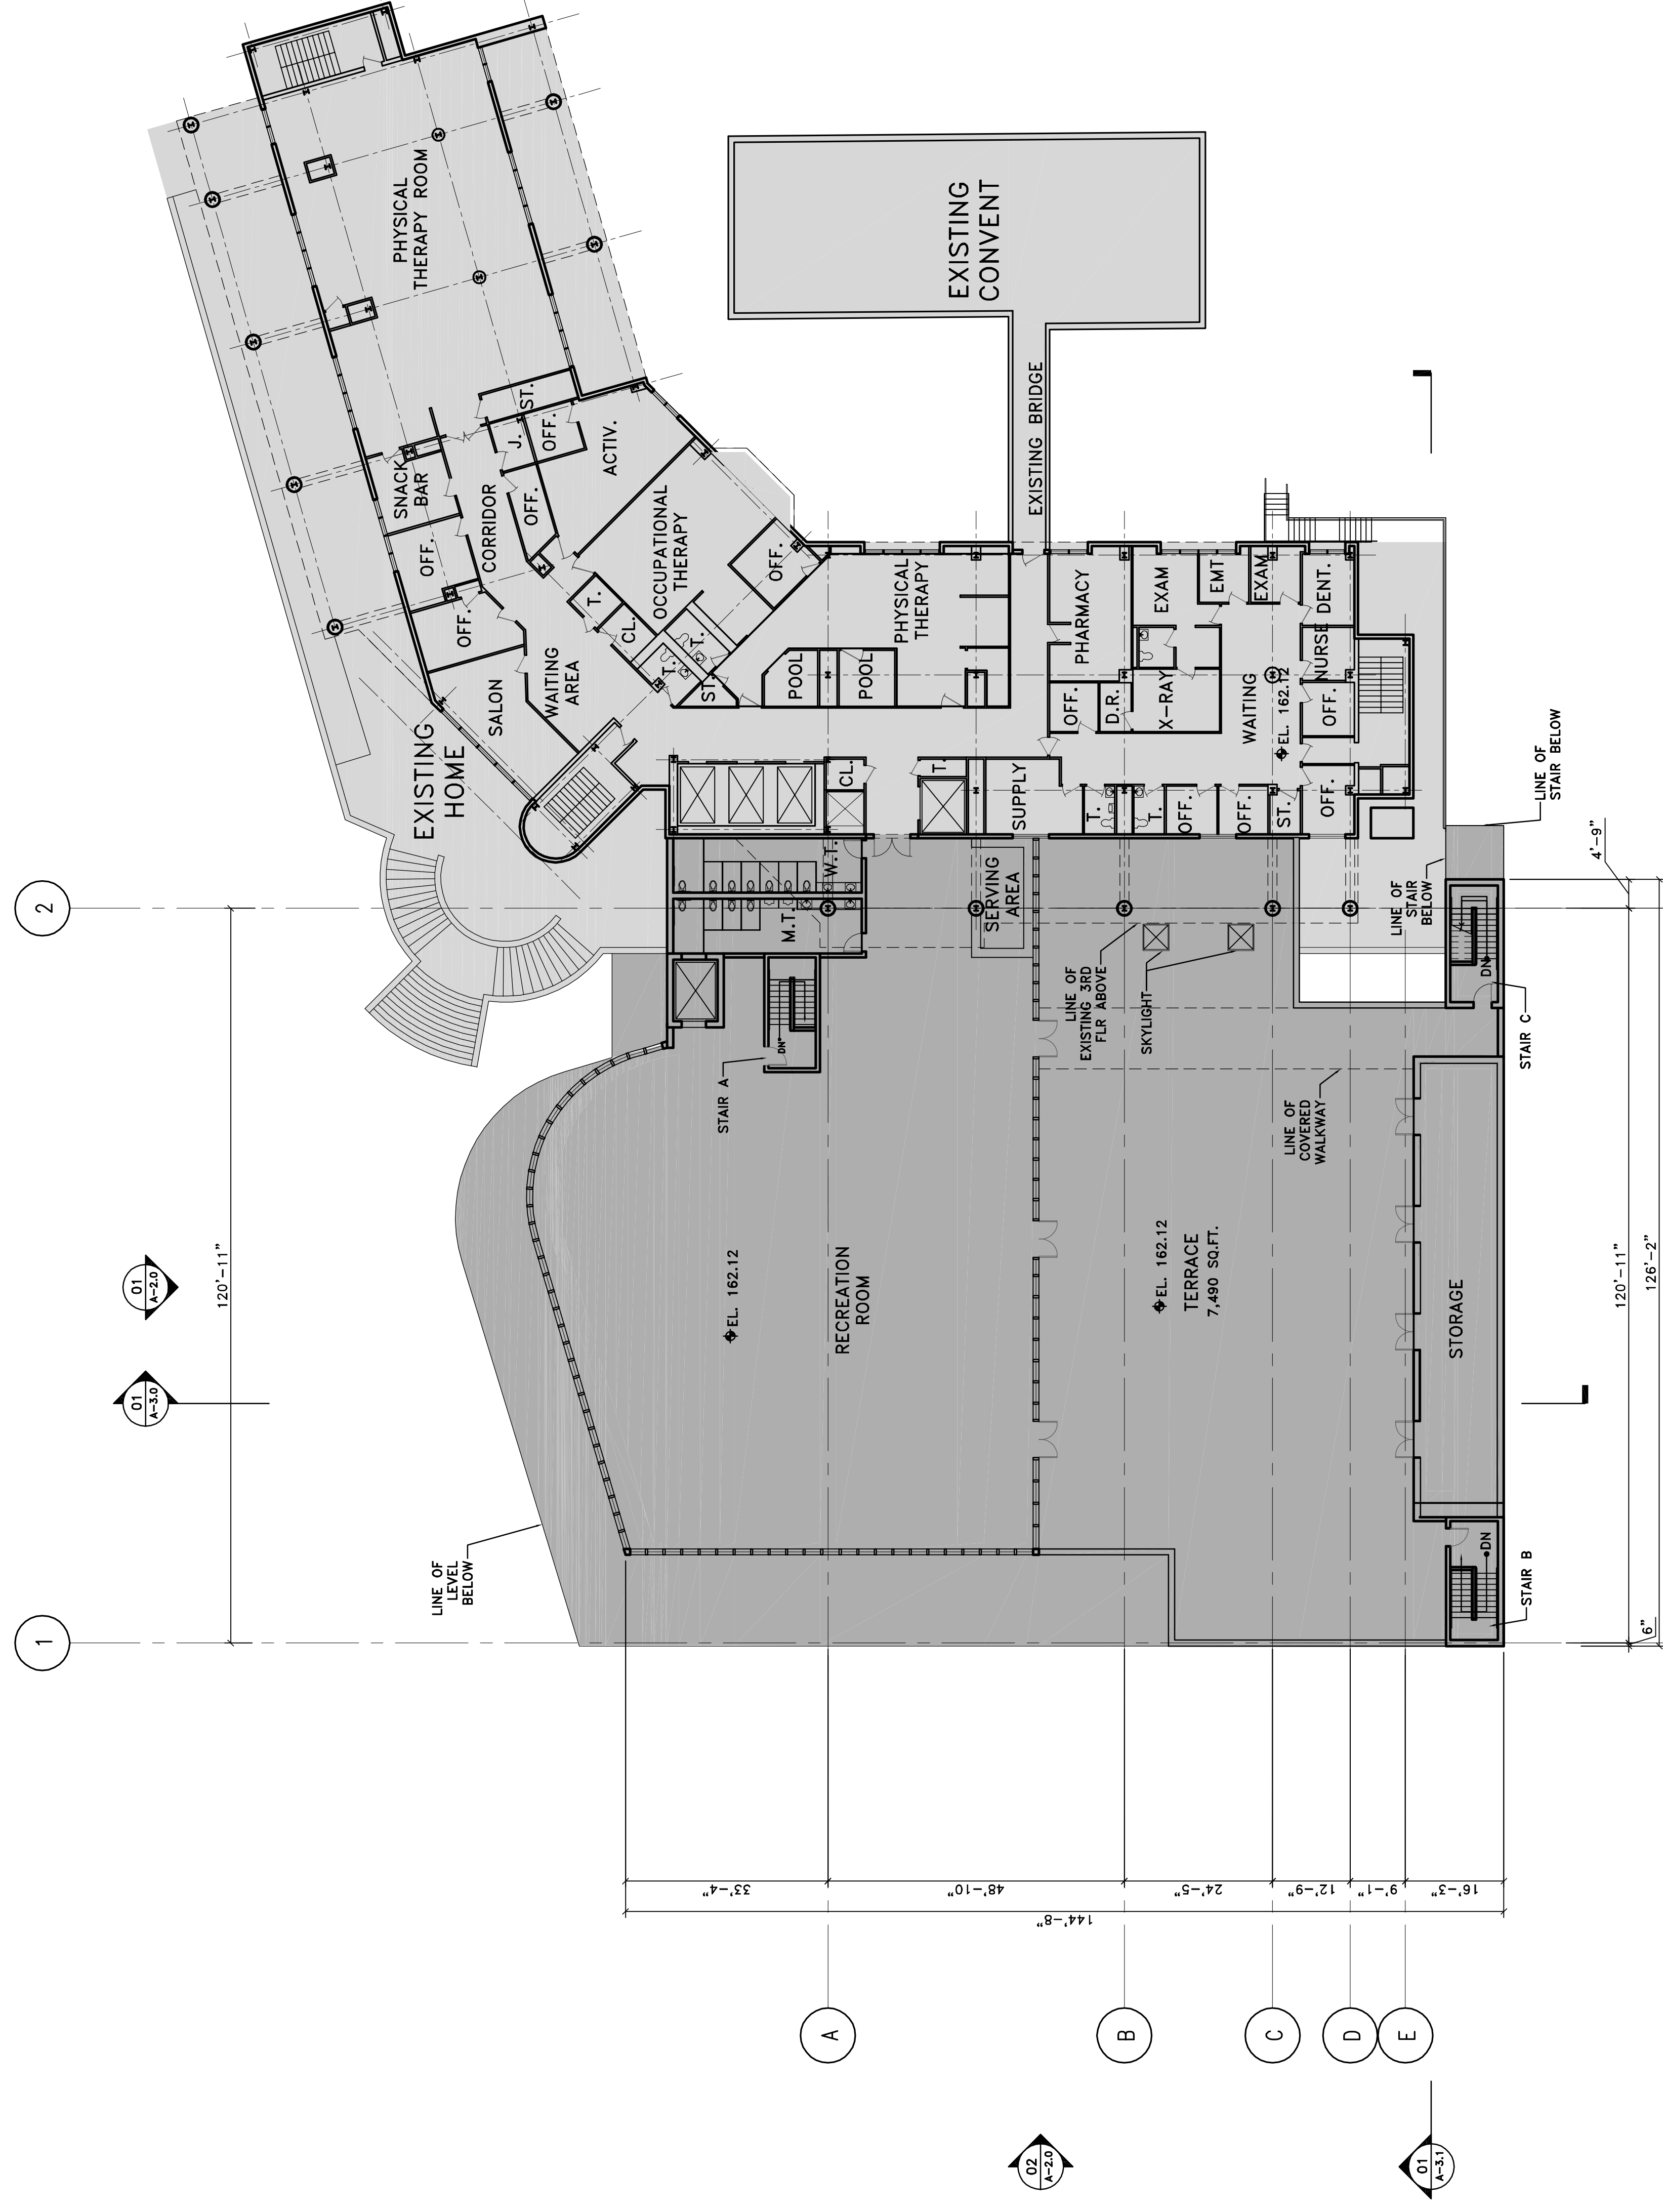 2
1
01
A-2.0
01
A-3.0
120'-11"
LINE OF
LEVEL
BELOW
EXISTING
HOME
PHYSICAL
THERAPY ROOM
SNACK
BAR
CORRIDOR
OFF.
OFF.
J.
ST.
OFF.
OFF.
ACTIV.
SALON
WAITING
AREA
OCCUPATIONAL
THERAPY
T.
CL.
T.
T.
ST.
OFF.
PHYSICAL
THERAPY
POOL
POOL
EXISTING
CONVENT
EXISTING BRIDGE
PHARMACY
EXAM
EMT
EXAM
DENT.
NURSE
OFF.
D.R.
X-RAY
WAITING
EL. 162.12
OFF.
OFF.
CL.
T.
SUPPLY
T.
T.
OFF.
OFF.
ST.
W.T.
M.T.
SERVING
AREA
STAIR A
DN
LINE OF
EXISTING 3RD
FLR ABOVE
SKYLIGHT
LINE OF
COVERED
WALKWAY
LINE OF
STAIR
BELOW
LINE OF
STAIR BELOW
DN
STAIR C
EL. 162.12
RECREATION
ROOM
EL. 162.12
TERRACE
7,490 SQ.FT.
STORAGE
DN
STAIR B
4'-9"
120'-11"
126'-2"
6"
33'-4"
48'-10"
24'-5"
12'-9"
9'-1"
16'-3"
144'-8"
A
B
C
D
E
02
A-2.0
01
A-3.1